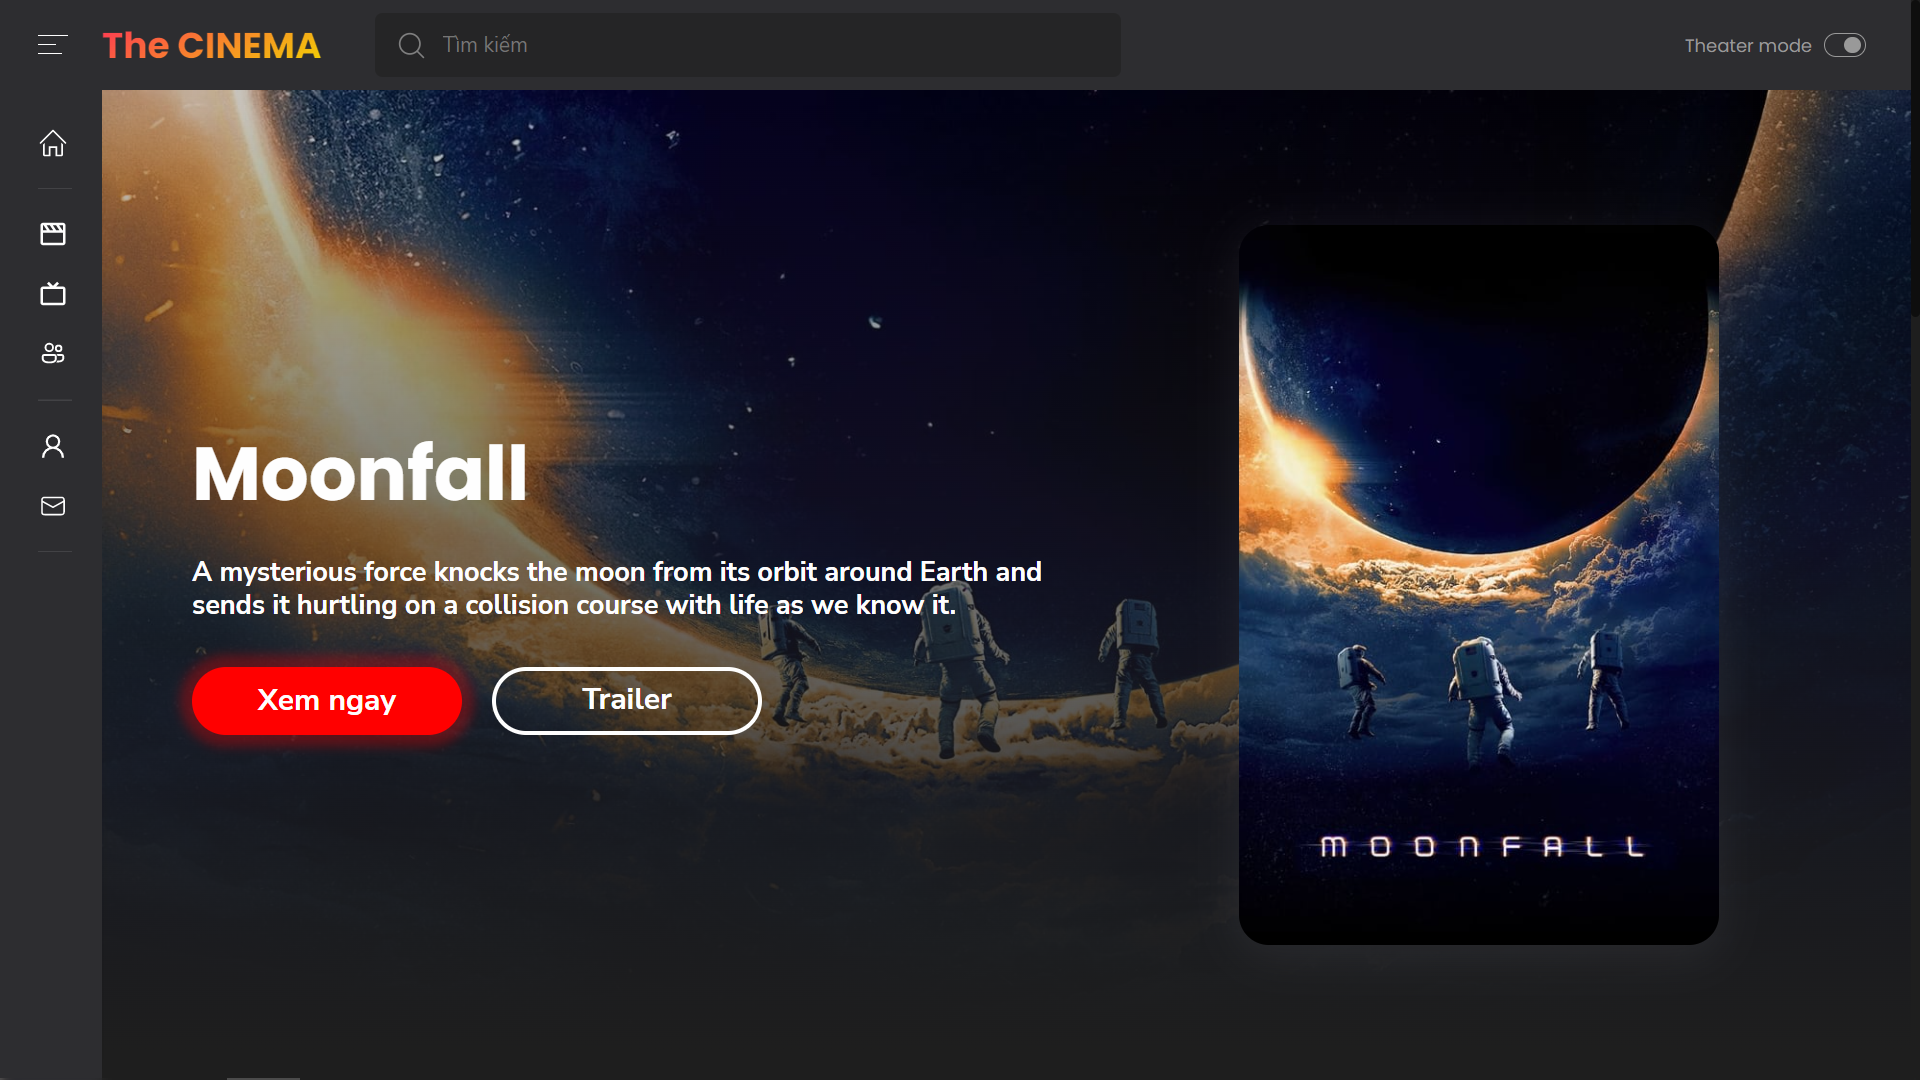 The CINEMA
Tìm kiếm
Theater mode
Moonfall
A mysterious force knocks the moon from its orbit around Earth and
sends it hurtling on a collision course with life as we know it.
Xem ngay
Trailer
MOONFALL